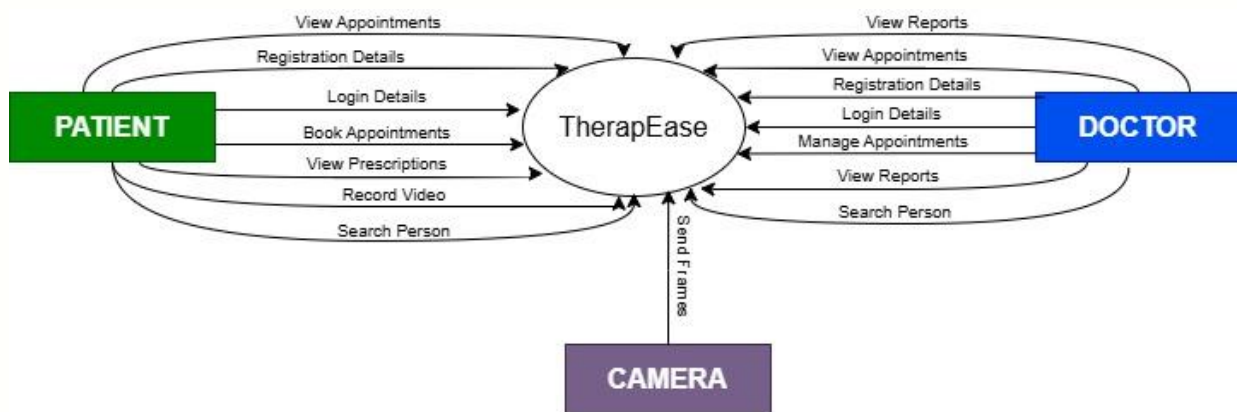 View Appointments
Registration Details
Login Details
Book Appointments
View Prescriptions
Record Video
Search Person
PATIENT
TherapEase
View Reports
View Appointments
Registration Details
Login Details
Manage Appointments
View Reports
Search Person
DOCTOR
Send Frames
CAMERA